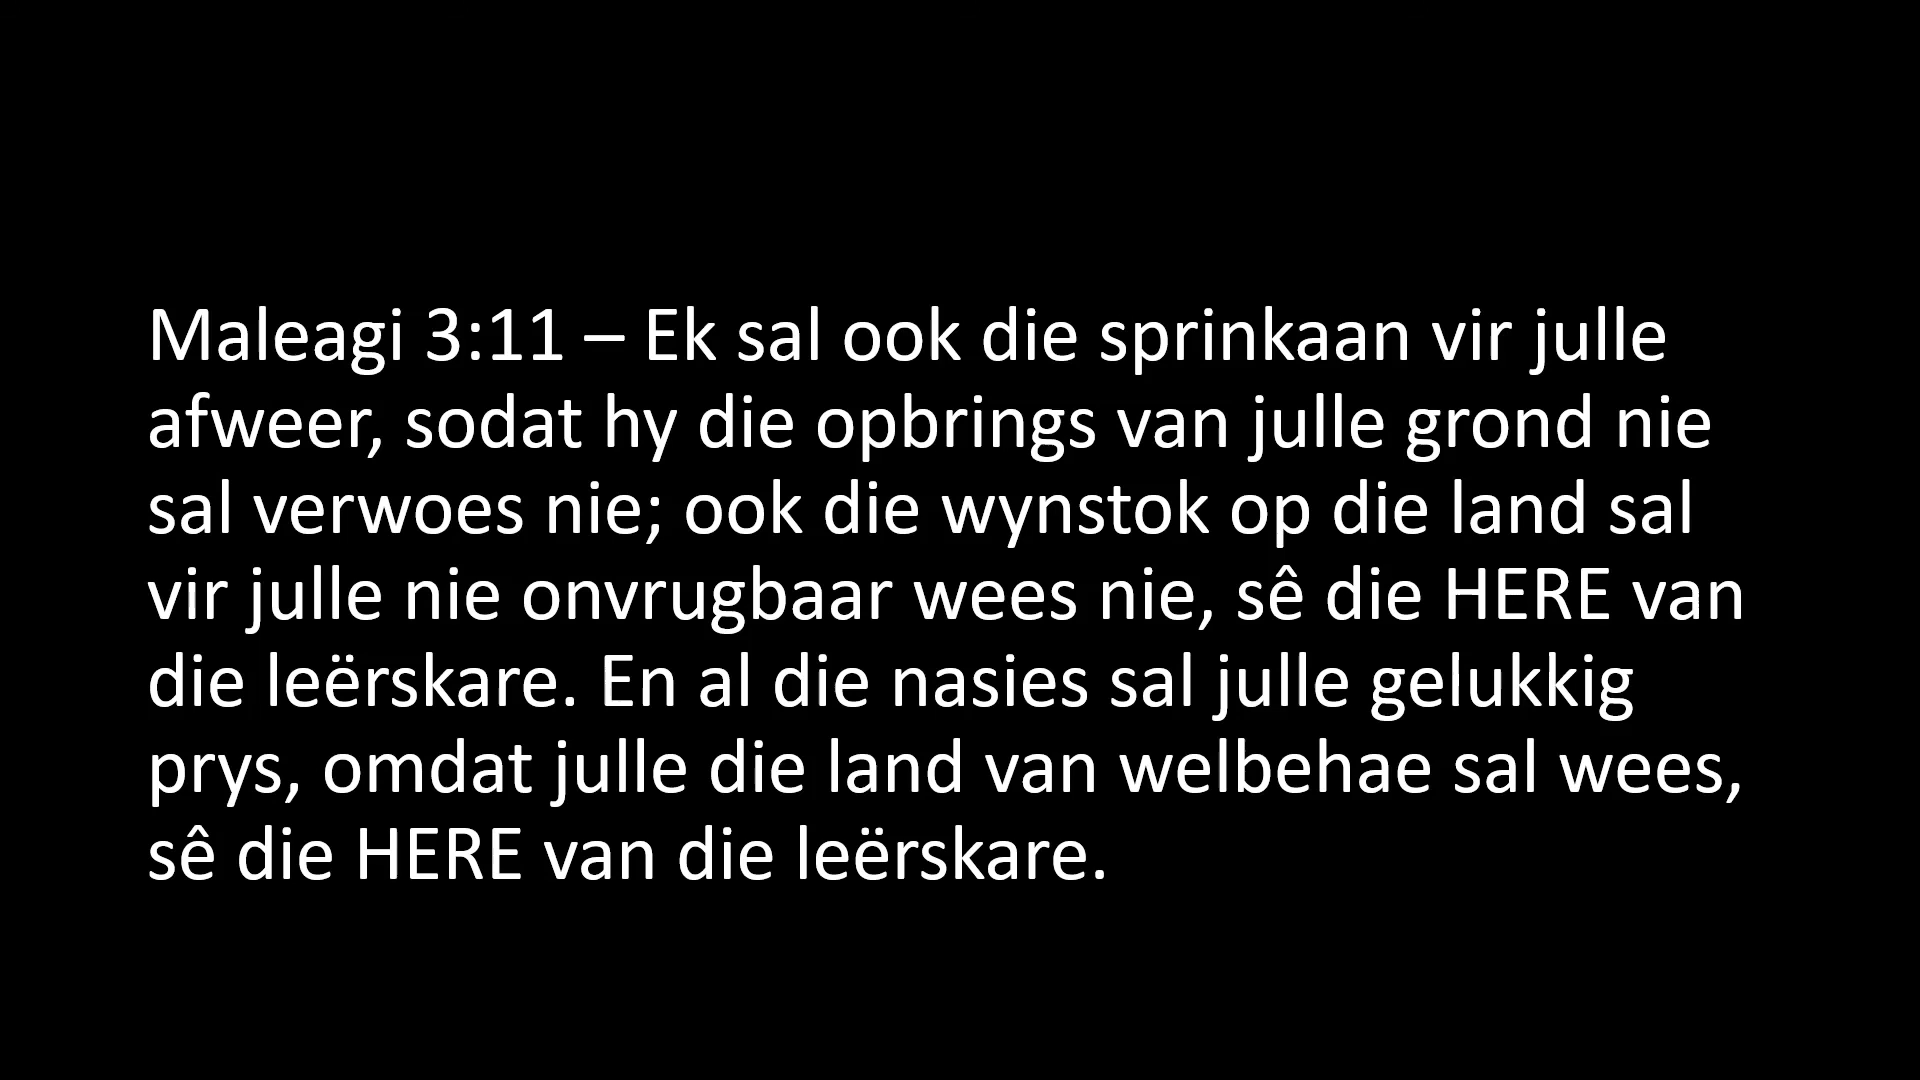 Maleagi 3:11 – Ek sal ook die sprinkaan vir julle
afweer, sodat hy die opbrings van julle grond nie
sal verwoes nie; ook die wynstok op die land sal
vir julle nie onvrugbaar wees nie, sê die HERE van
die leërskare. En al die nasies sal julle gelukkig
prys, omdat julle die land van welbehae sal wees,
sê die HERE van die leërskare.